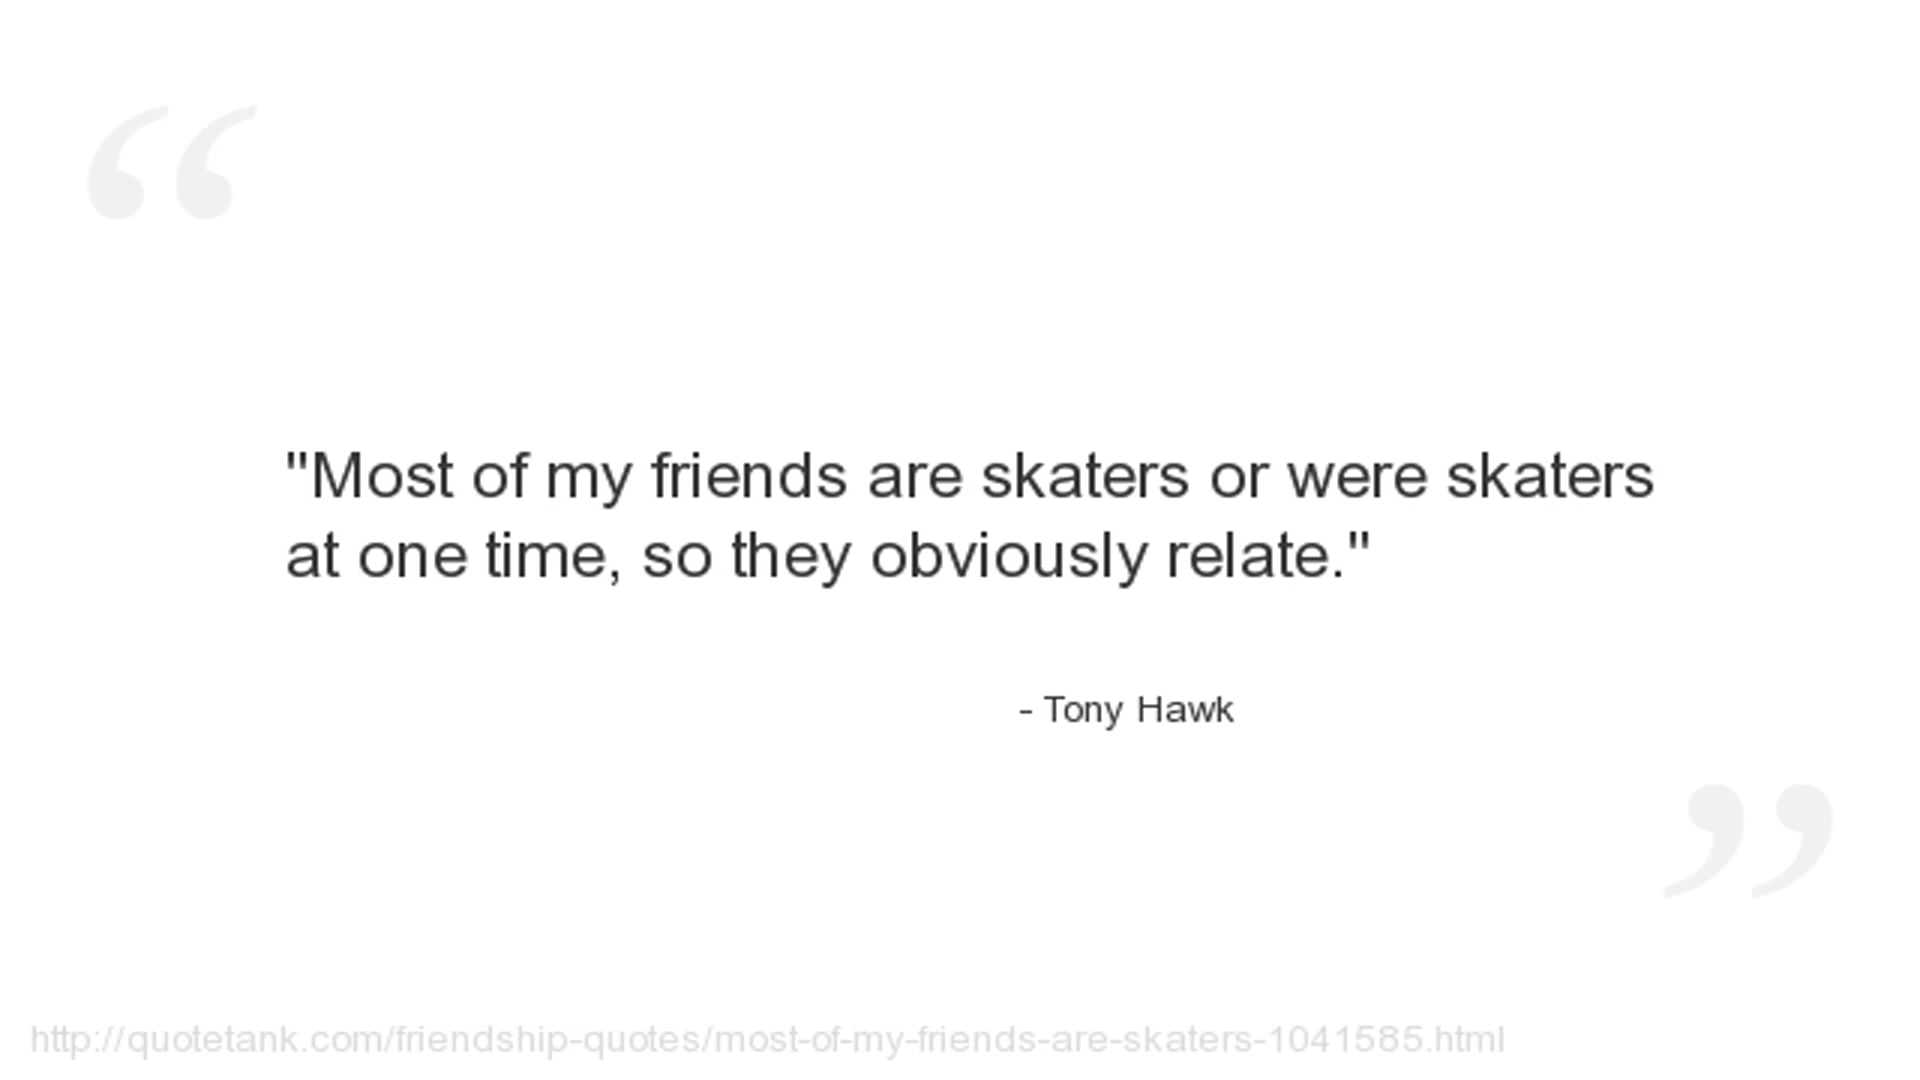 "Most of my friends are skaters or were skaters
at one time, so they obviously relate."
- Tony Hawk
http://quotetank.com/friendship-quotes/most-of-my-friends-are-skaters-1041585.html